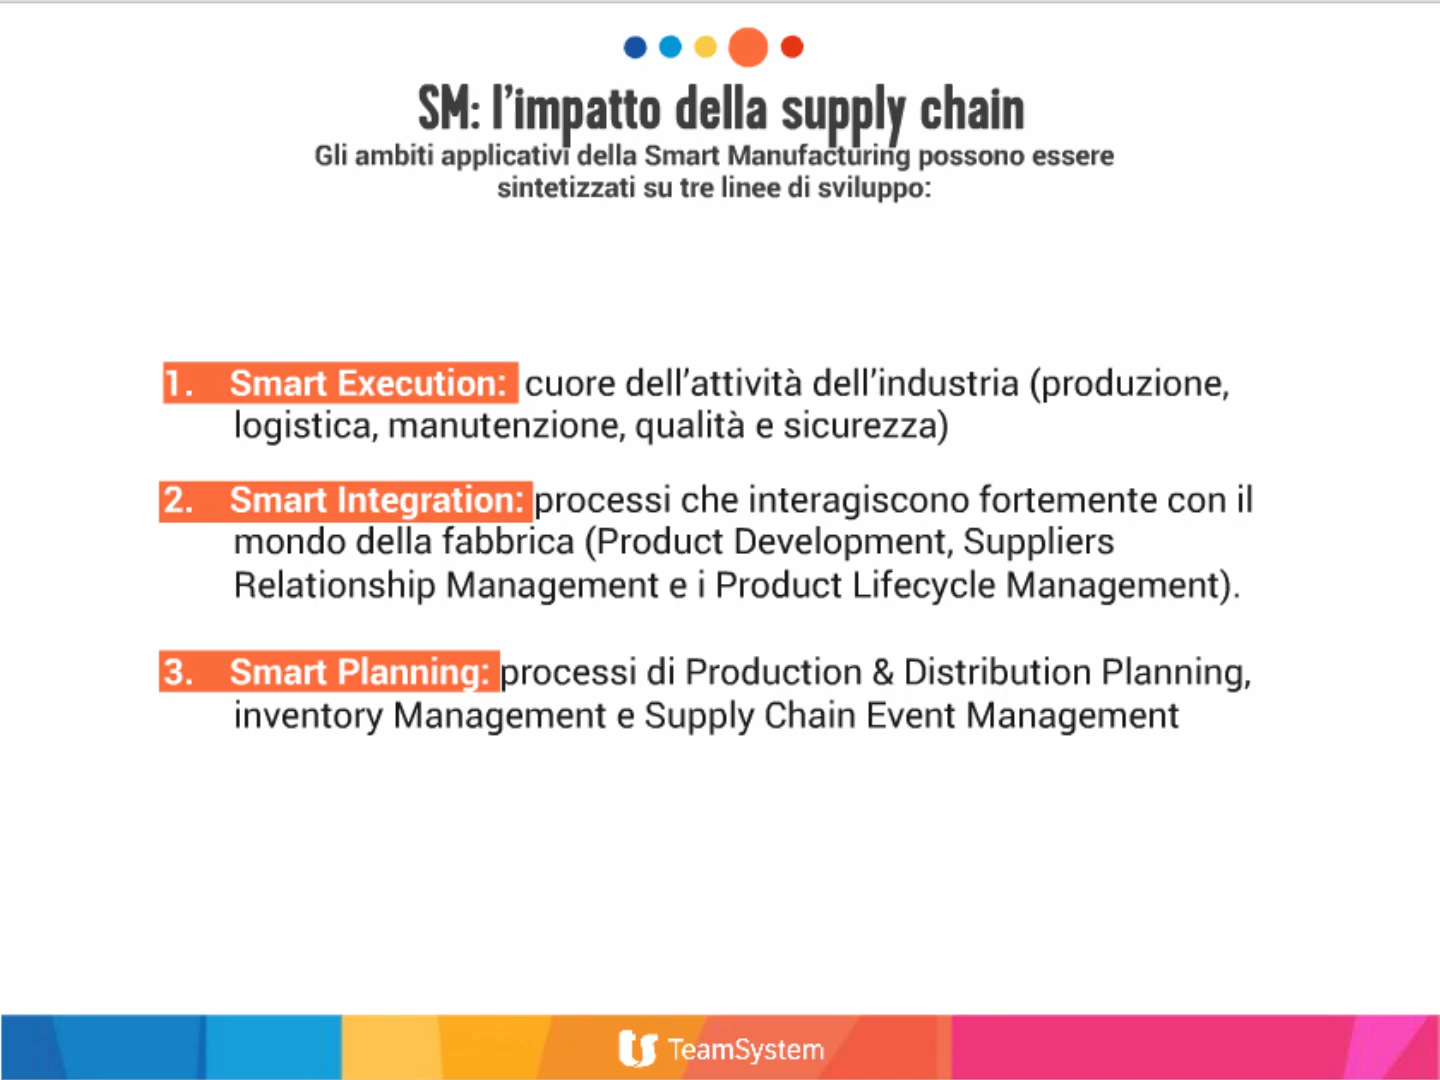 SM: l’impatto della supply chain
Gli ambiti applicativi della Smart Manufacturing possono essere
sintetizzati su tre linee di sviluppo:
1. Smart Execution: cuore dell’attività dell’industria (produzione,
logistica, manutenzione, qualità e sicurezza)
2. Smart Integration: processi che interagiscono fortemente con il
mondo della fabbrica (Product Development, Suppliers
Relationship Management e i Product Lifecycle Management).
3. Smart Planning: processi di Production & Distribution Planning,
inventory Management e Supply Chain Event Management
TeamSystem